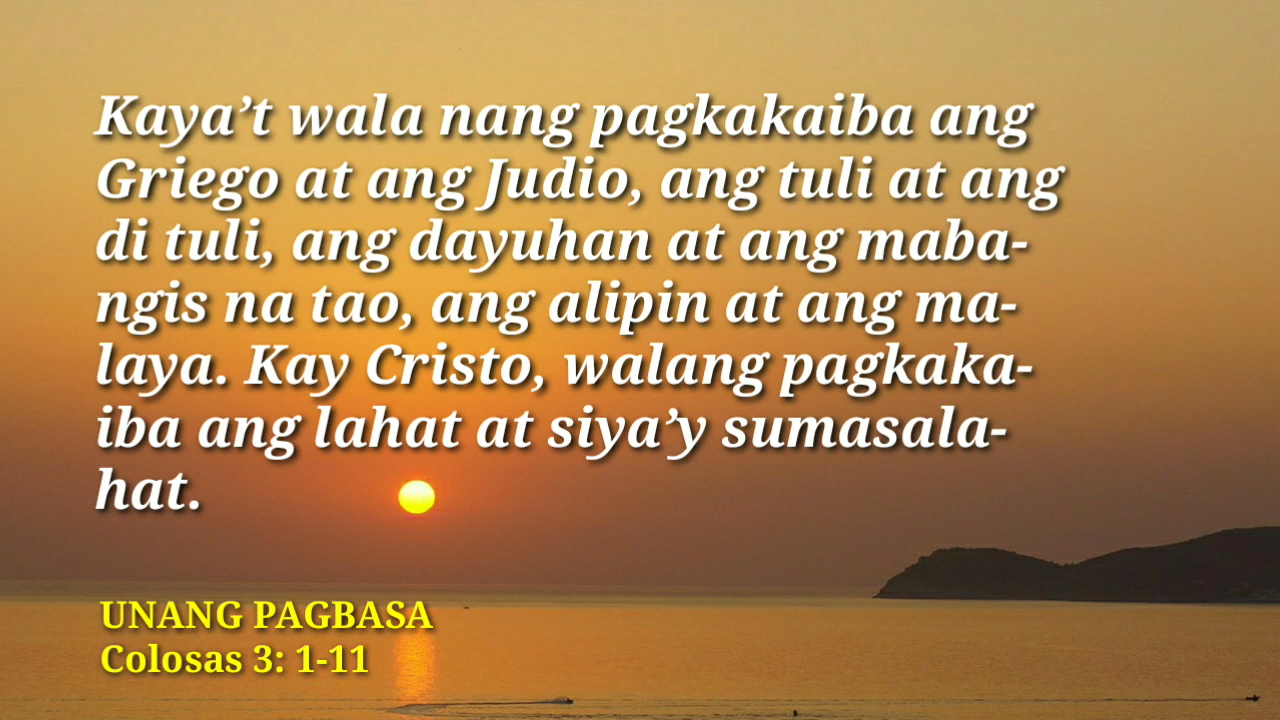 Kaya’t wala nang pagkakaiba ang
Griego at ang Judio, ang tuli at ang
di tuli, ang dayuhan at ang maba-
ngis na tao, ang alipin at ang ma-
laya. Kay Cristo, walang pagkaka-
iba ang lahat at siya’y sumasala-
hat.
UNANG PAGBASA
Colosas 3: 1-11